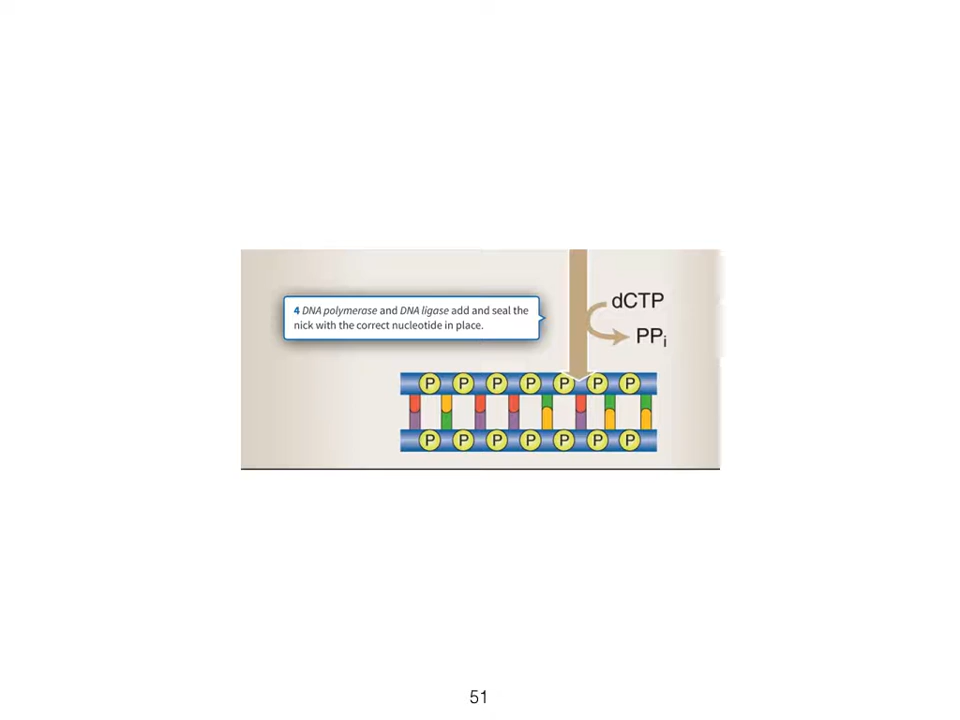 4 DNA polymerase and DNA ligase add and seal the
nick with the correct nucleotide in place.
dCTP
PPi
P P P P P P P
P P P P P P P
51